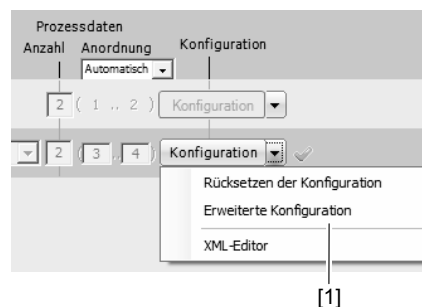 Prozessdaten
Anzahl Anordnung Konfiguration
Automatisch
2 ( 1 .. 2 ) Konfiguration
2 ( 3 .. 4 ) Konfiguration
Rücksetzen der Konfiguration
Erweiterte Konfiguration
XML-Editor
[1]